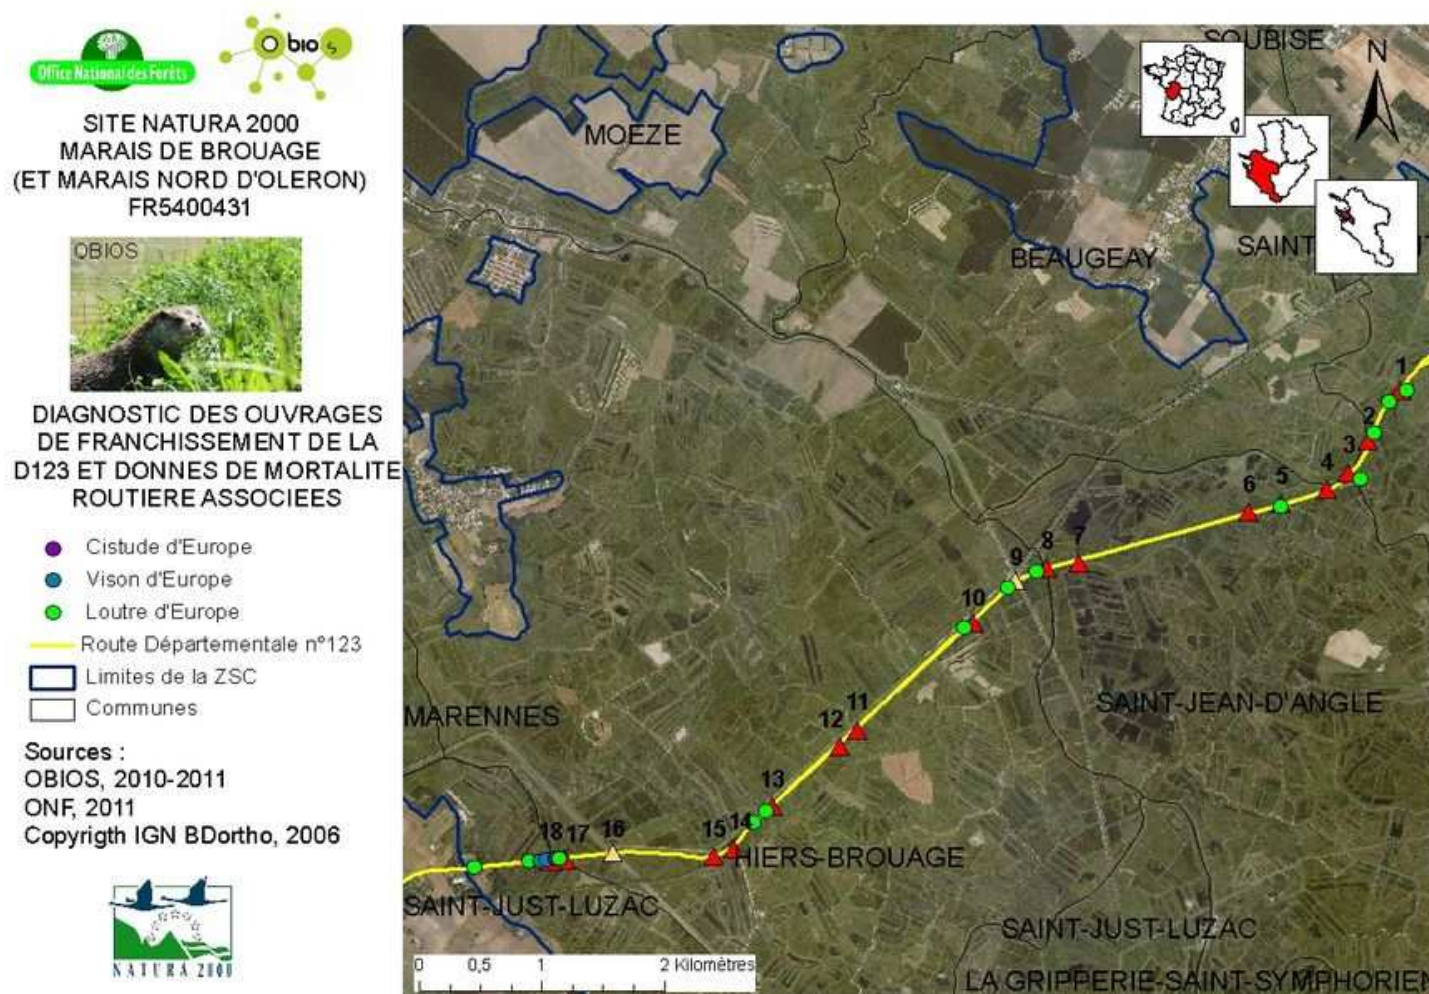 Office National des Forêts
Obios
SITE NATURA 2000
MARAIS DE BROUAGE
(ET MARAIS NORD D'OLERON)
FR5400431
OBIOS
DIAGNOSTIC DES OUVRAGES
DE FRANCHISSEMENT DE LA
D123 ET DONNES DE MORTALITE
ROUTIERE ASSOCIEES
Cistude d'Europe
Vison d'Europe
Loutre d'Europe
Route Départementale n°123
Limites de la ZSC
Communes
Sources :
OBIOS, 2010-2011
ONF, 2011
Copyrigth IGN BDortho, 2006
NATURA 2000
SOUBISE
N
MOEZE
BEAUGEAY
SAINT
1
2
3
4
5
6
7
8
9
10
11
12
13
14
15
16
17
18
SAINT-JEAN-D'ANGLE
MARENNES
HIERS-BROUAGE
SAINT-JUST-LUZAC
SAINT-JUST-LUZAC
LA GRIPPERIE-SAINT-SYMPHORIEN
0 0,5 1 2 Kilomètres